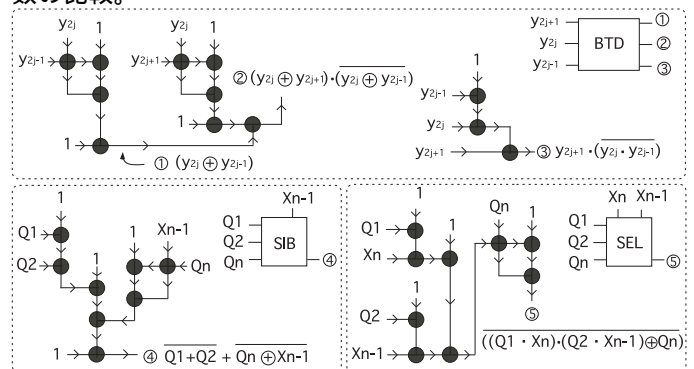 数の比較。
y2j 1 y2j 1
y2j-1 y2j+1
② (y2j ⊕ y2j+1)·(y2j ⊕ y2j-1)
1
1
① (y2j ⊕ y2j-1)
y2j+1 ①
y2j BTD ②
y2j-1 ③
1
y2j-1
y2j
y2j+1 ③ y2j+1·(y2j · y2j-1)
1
Q1 1 Xn-1
Q2 Qn
1
1 ④ Q1+Q2 + Qn ⊕ Xn-1
Xn-1
Q1
Q2 SIB
Qn ④
1
Q1 1
Xn
1
Q2
Xn-1
Qn 1
⑤
((Q1 · Xn)·(Q2 · Xn-1)⊕Qn)
Xn Xn-1
Q1
Q2 SEL
Qn ⑤